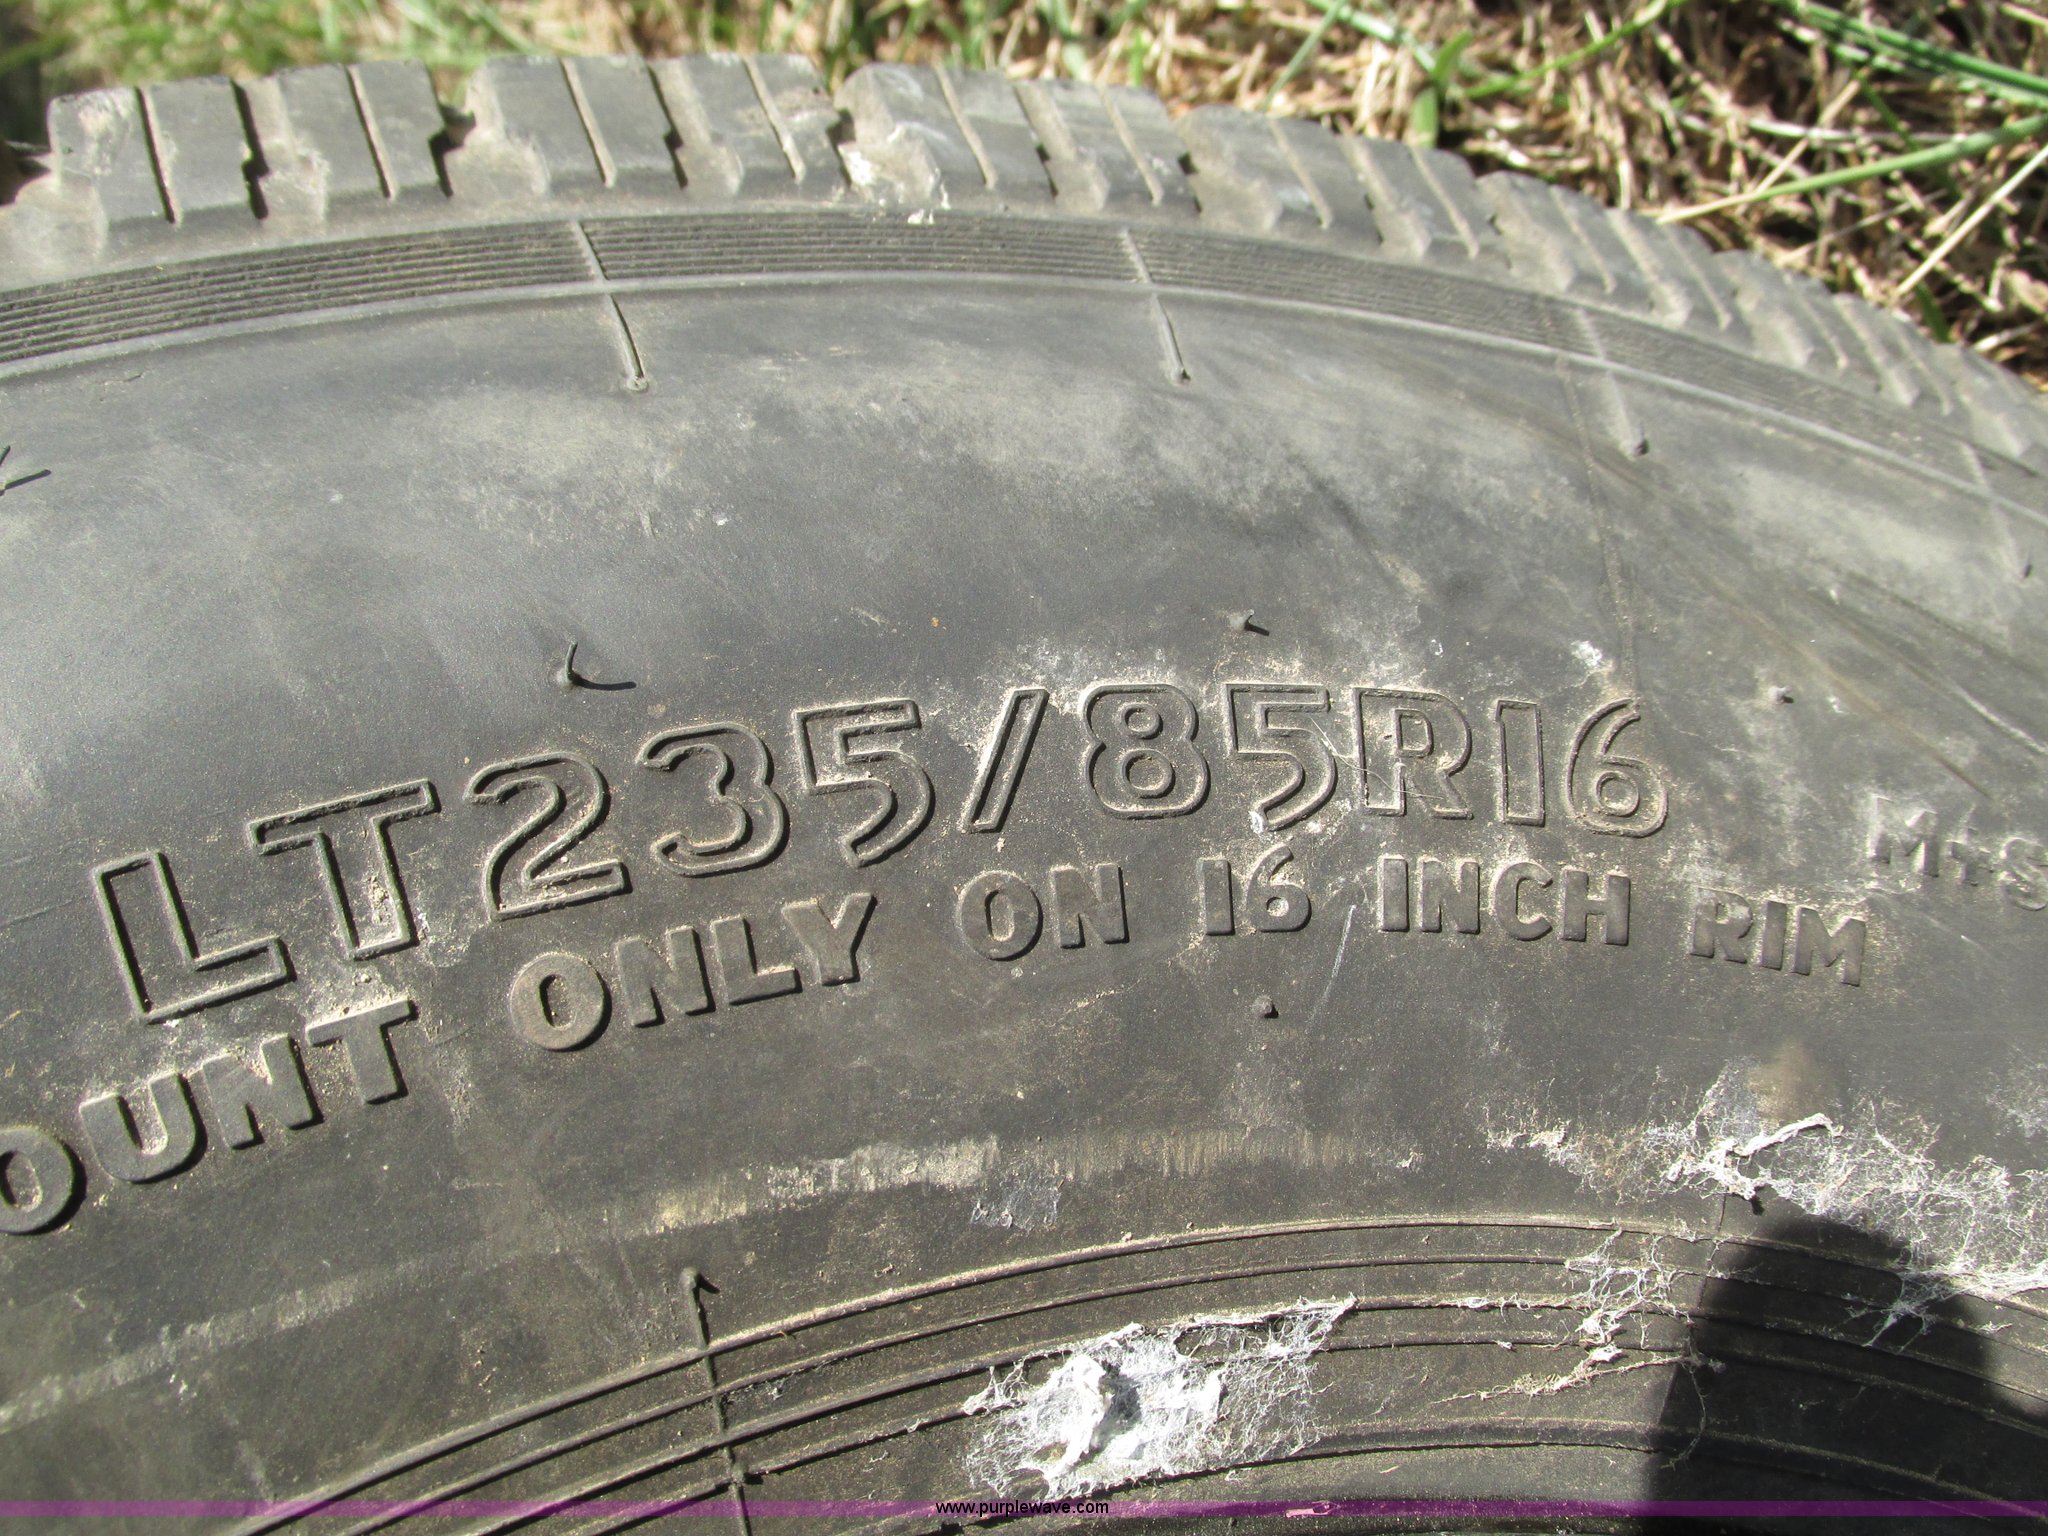 LT235/85R16
M+S
OUNT ONLY ON 16 INCH RIM
www.purplewave.com